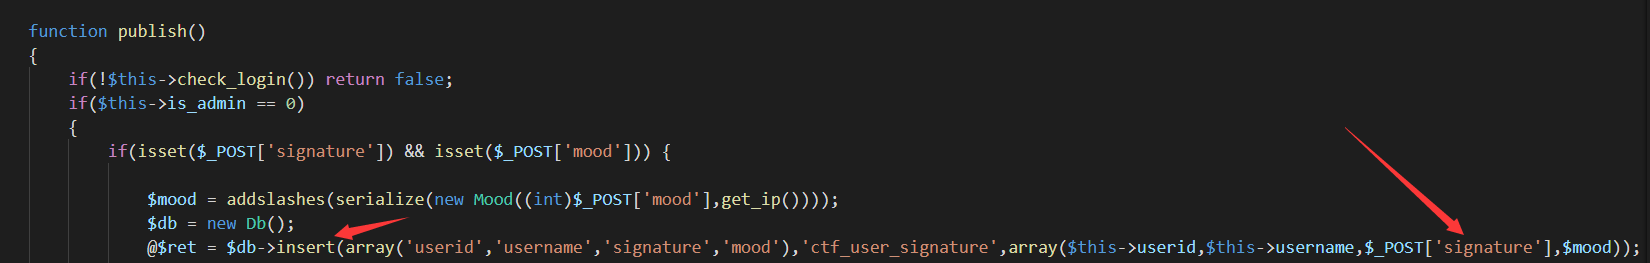 function publish()
{
if(!$this->check_login()) return false;
if($this->is_admin == 0)
{
if(isset($_POST['signature']) && isset($_POST['mood'])) {
$mood = addslashes(serialize(new Mood((int)$_POST['mood'],get_ip())));
$db = new Db();
@$ret = $db->insert(array('userid','username','signature','mood'),'ctf_user_signature',array($this->userid,$this->username,$_POST['signature'],$mood));